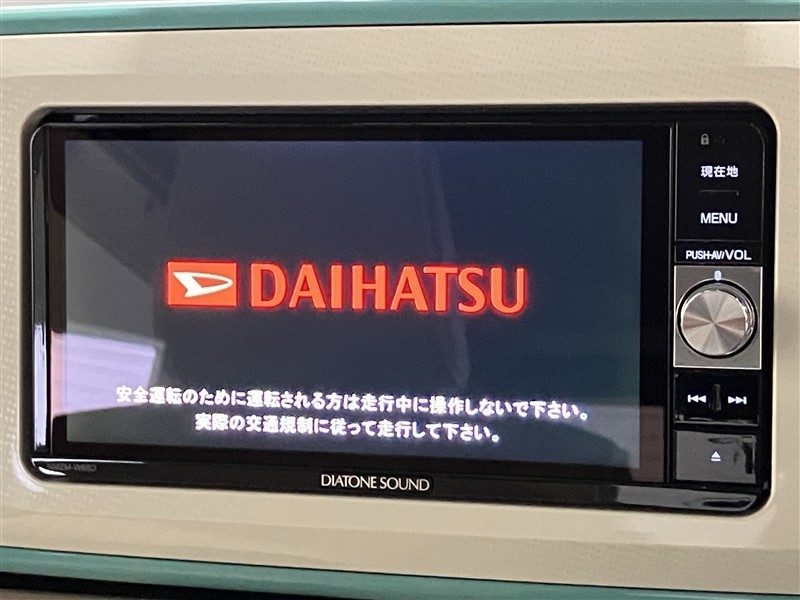 現在地
MENU
PUSH-AV/VOL
DAIHATSU
安全運転のために運転される方は走行中に操作しないで下さい。
実際の交通規制に従って走行して下さい。
DIATONE SOUND